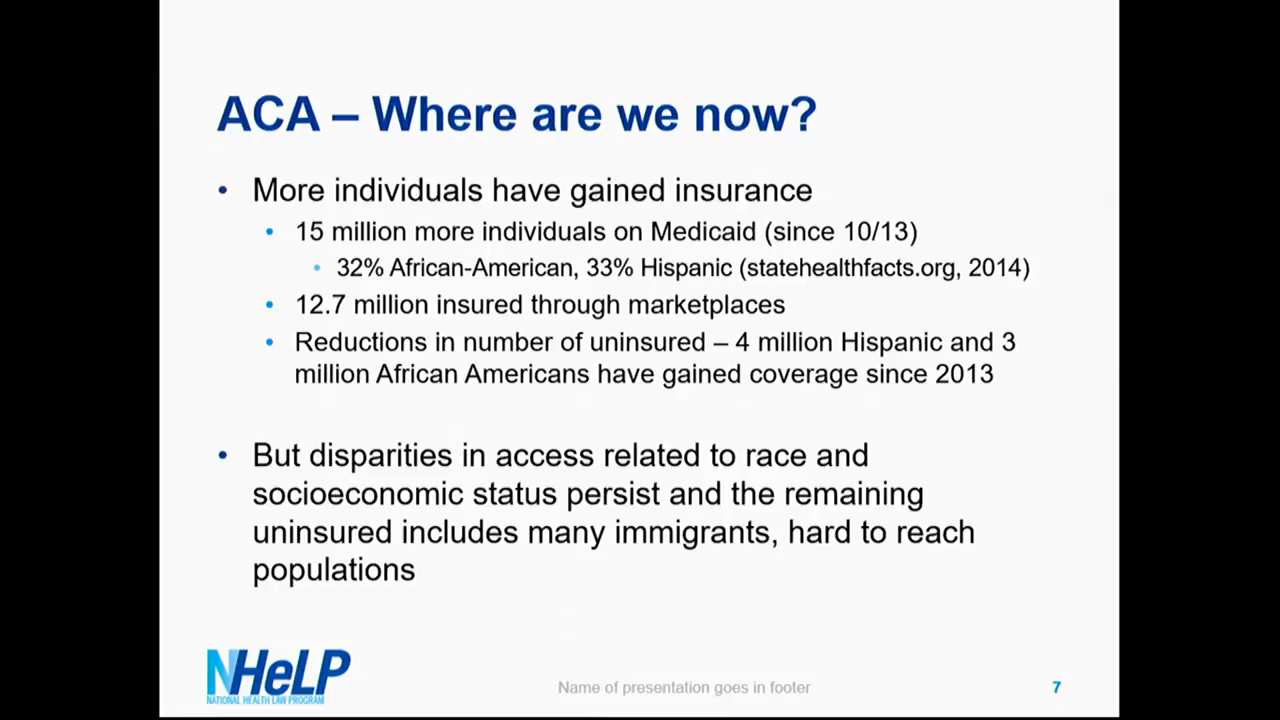 ACA – Where are we now?
• More individuals have gained insurance
• 15 million more individuals on Medicaid (since 10/13)
• 32% African-American, 33% Hispanic (statehealthfacts.org, 2014)
• 12.7 million insured through marketplaces
• Reductions in number of uninsured – 4 million Hispanic and 3
million African Americans have gained coverage since 2013
• But disparities in access related to race and
socioeconomic status persist and the remaining
uninsured includes many immigrants, hard to reach
populations
NHeLP
NATIONAL HEALTH LAW PROGRAM
Name of presentation goes in footer
7